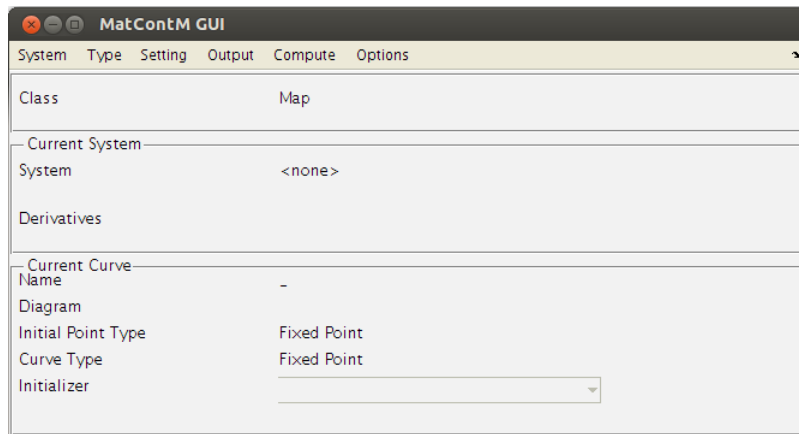 MatContM GUI
System Type Setting Output Compute Options
Class Map
Current System
System <none>
Derivatives
Current Curve
Name _
Diagram
Initial Point Type Fixed Point
Curve Type Fixed Point
Initializer